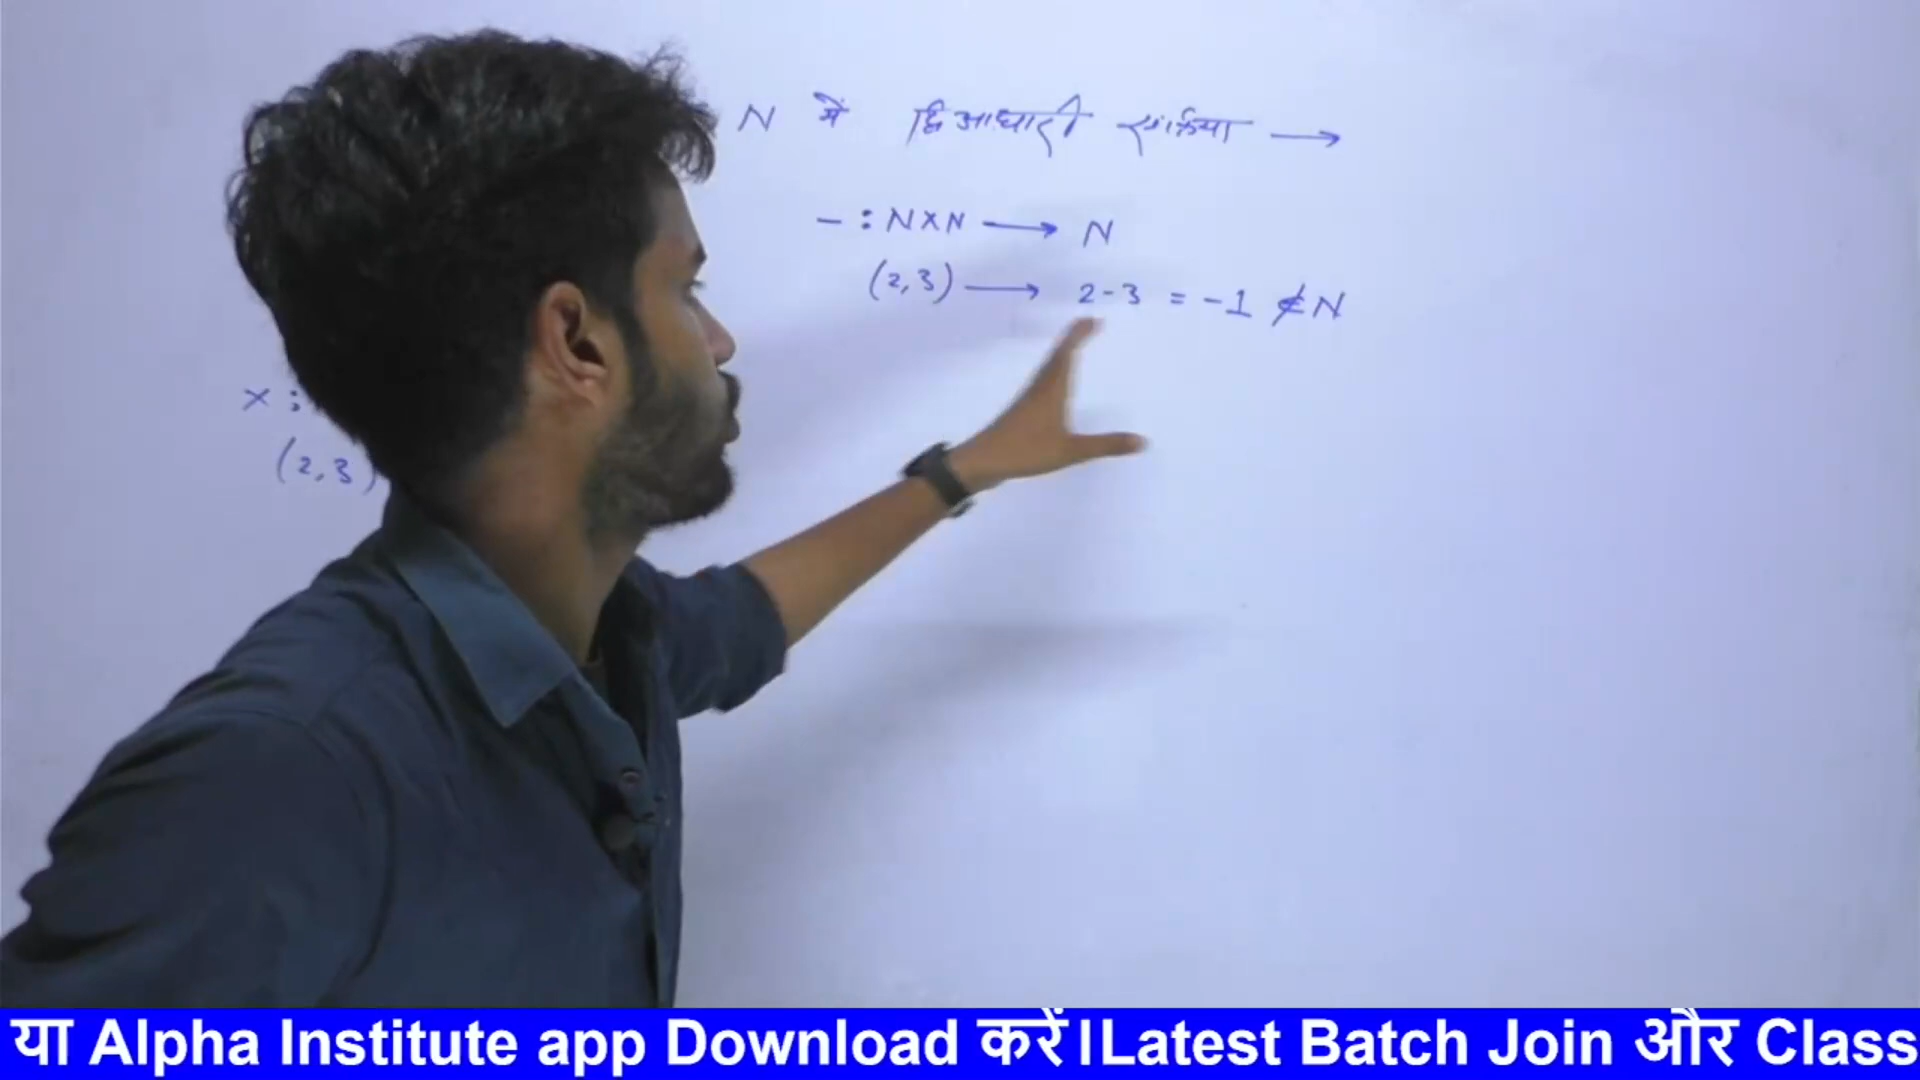 N में द्विआधारी संक्रिया →
- : N×N → N
(2,3) → 2-3 = -1 ∉ N
× :
(2,3)
या Alpha Institute app Download करें।Latest Batch Join और Class